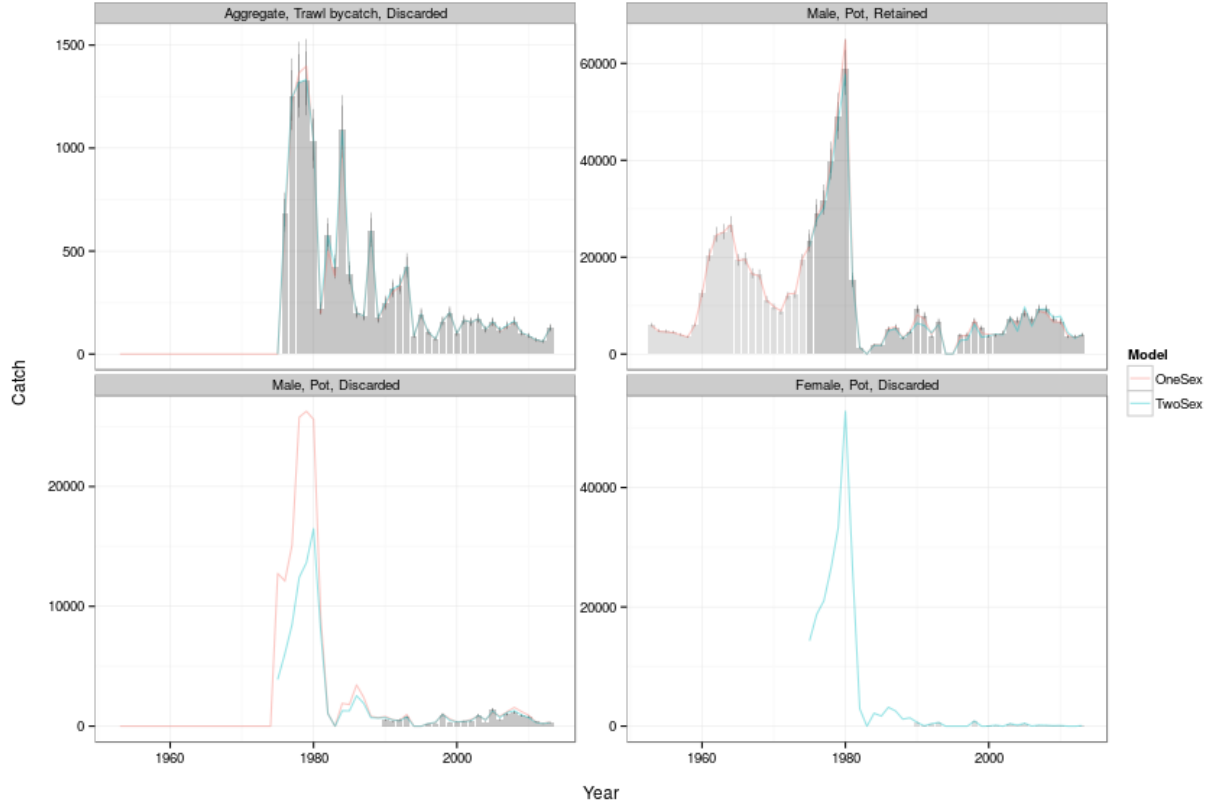 Aggregate, Trawl bycatch, Discarded
Male, Pot, Retained
1500
1000
500
0
60000
40000
20000
0
Catch
Male, Pot, Discarded
Female, Pot, Discarded
20000
10000
0
40000
20000
0
1960
1980
2000
1960
1980
2000
Year
Model
OneSex
TwoSex